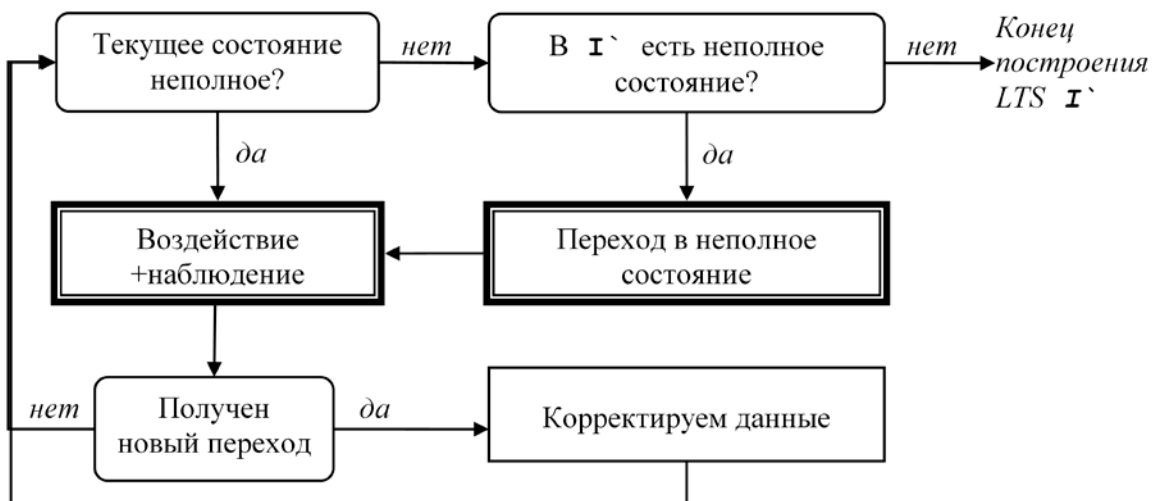 Текущее состояние
неполное?
нет
В I` есть неполное
состояние?
нет
Конец
построения
LTS I`
да
да
Воздействие
+наблюдение
Переход в неполное
состояние
нет
Получен
новый переход
да
Корректируем данные